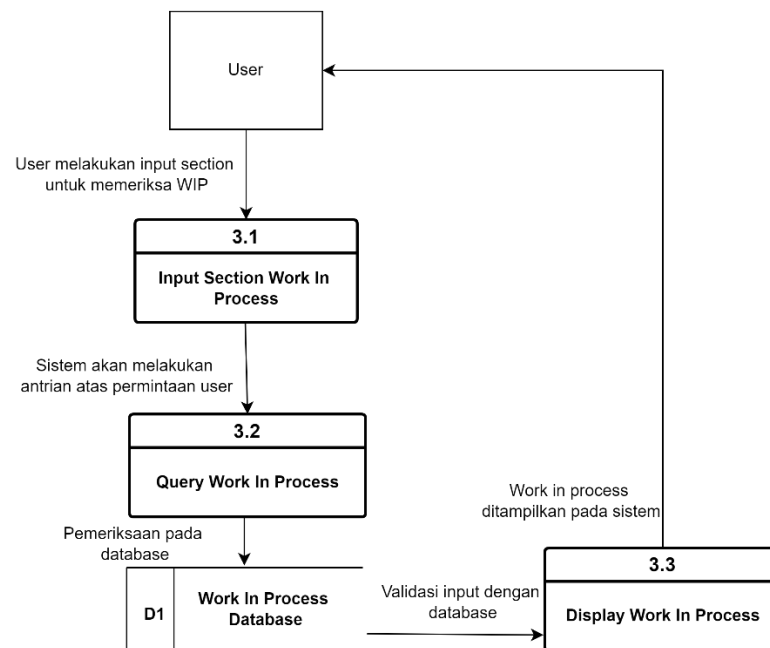 User
User melakukan input section
untuk memeriksa WIP
3.1
Input Section Work In
Process
Sistem akan melakukan
antrian atas permintaan user
3.2
Query Work In Process
Pemeriksaan pada
database
D1
Work In Process
Database
Validasi input dengan
database
Work in process
ditampilkan pada sistem
3.3
Display Work In Process